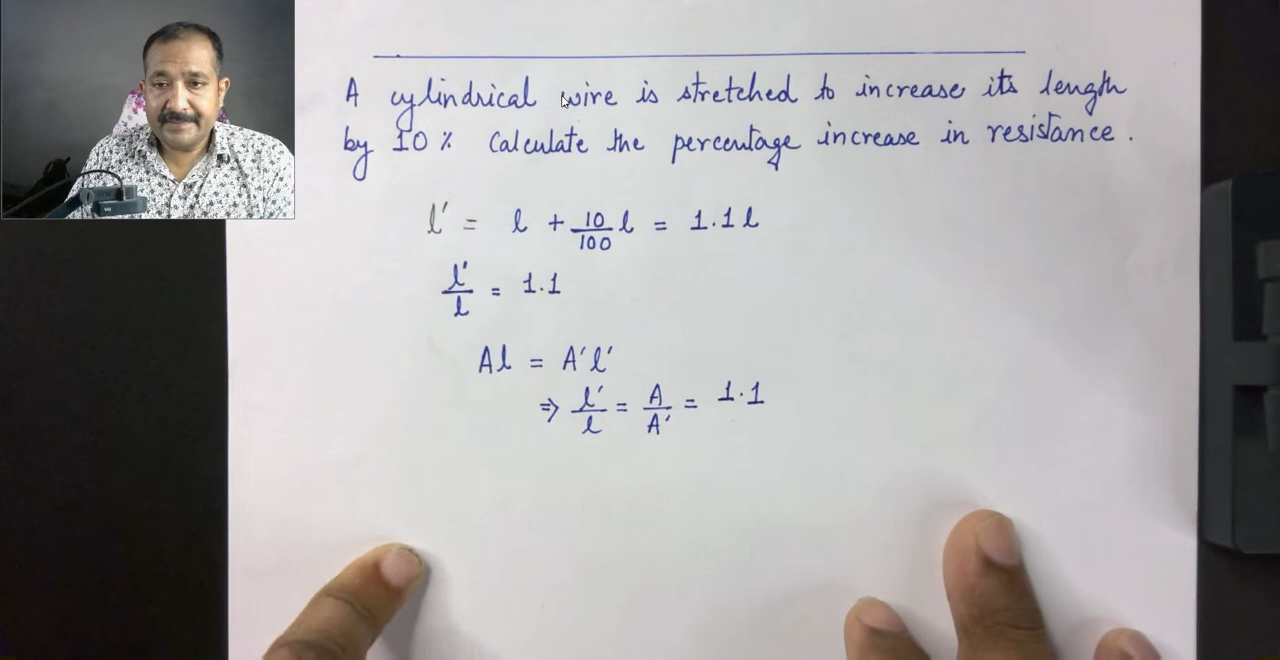 A cylindrical wire is stretched to increase its length
by 10 % Calculate the percentage increase in resistance.
l′ = l + 10/100 l = 1.1 l
l′/l = 1.1
Al = A′l′
⇒ l′/l = A/A′ = 1.1